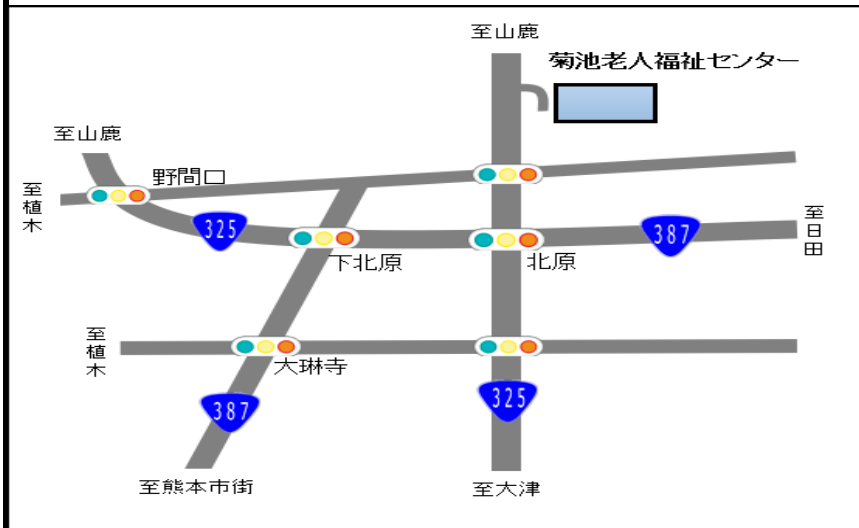 至山鹿
菊池老人福祉センター
至山鹿
野間口
至植木
325
387
至日田
下北原
北原
至植木
大琳寺
387
325
至熊本市街
至大津